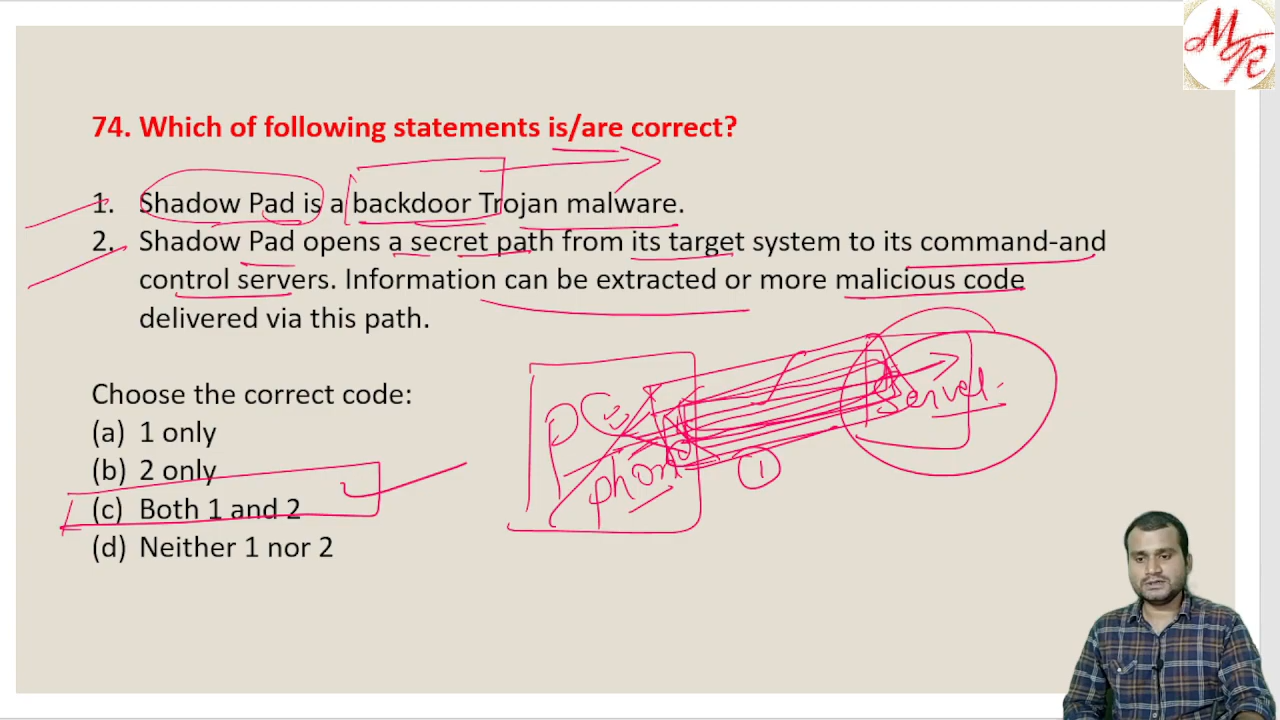 MR
74. Which of following statements is/are correct?
1. Shadow Pad is a backdoor Trojan malware.
2. Shadow Pad opens a secret path from its target system to its command-and
control servers. Information can be extracted or more malicious code
delivered via this path.
Choose the correct code:
(a) 1 only
(b) 2 only
(c) Both 1 and 2
(d) Neither 1 nor 2
PC
Server
phone
1